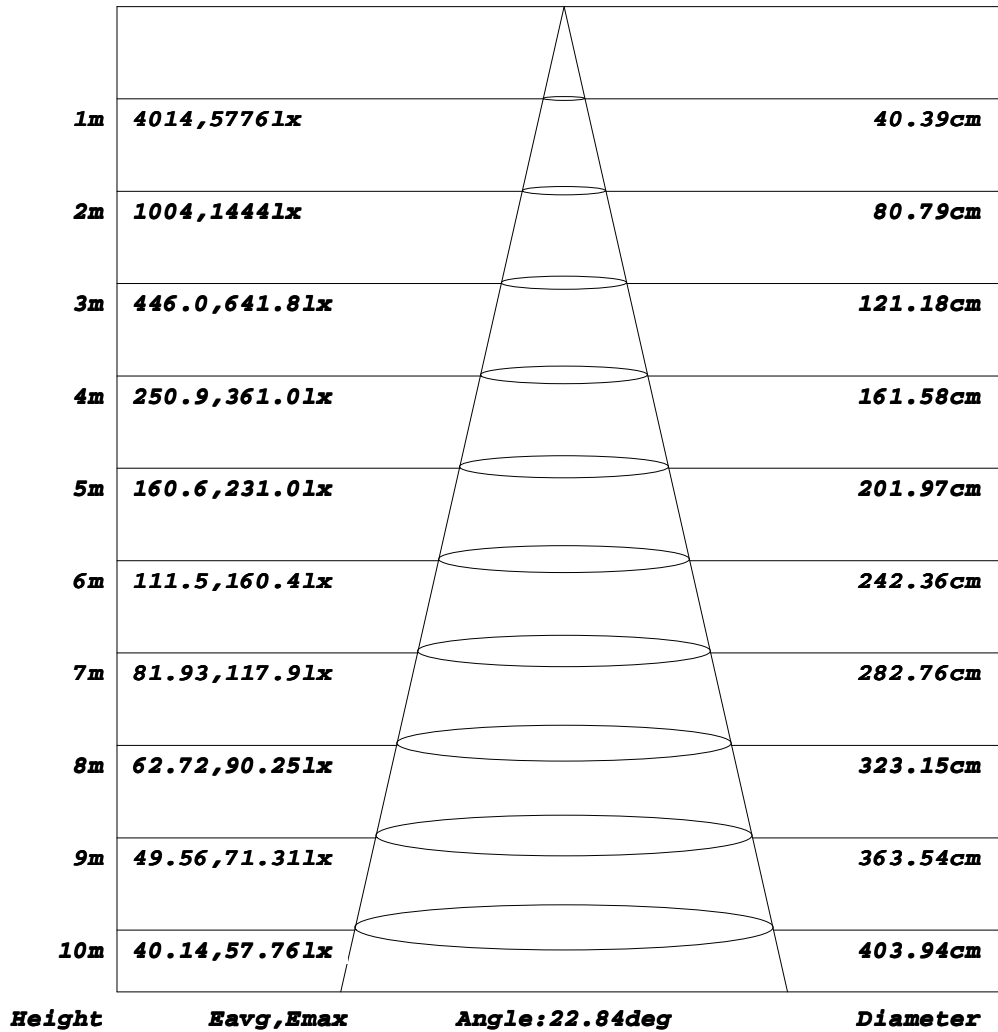 1m 4014,5776lx 40.39cm
2m 1004,1444lx 80.79cm
3m 446.0,641.8lx 121.18cm
4m 250.9,361.0lx 161.58cm
5m 160.6,231.0lx 201.97cm
6m 111.5,160.4lx 242.36cm
7m 81.93,117.9lx 282.76cm
8m 62.72,90.25lx 323.15cm
9m 49.56,71.31lx 363.54cm
10m 40.14,57.76lx 403.94cm
Height Eavg,Emax Angle:22.84deg Diameter